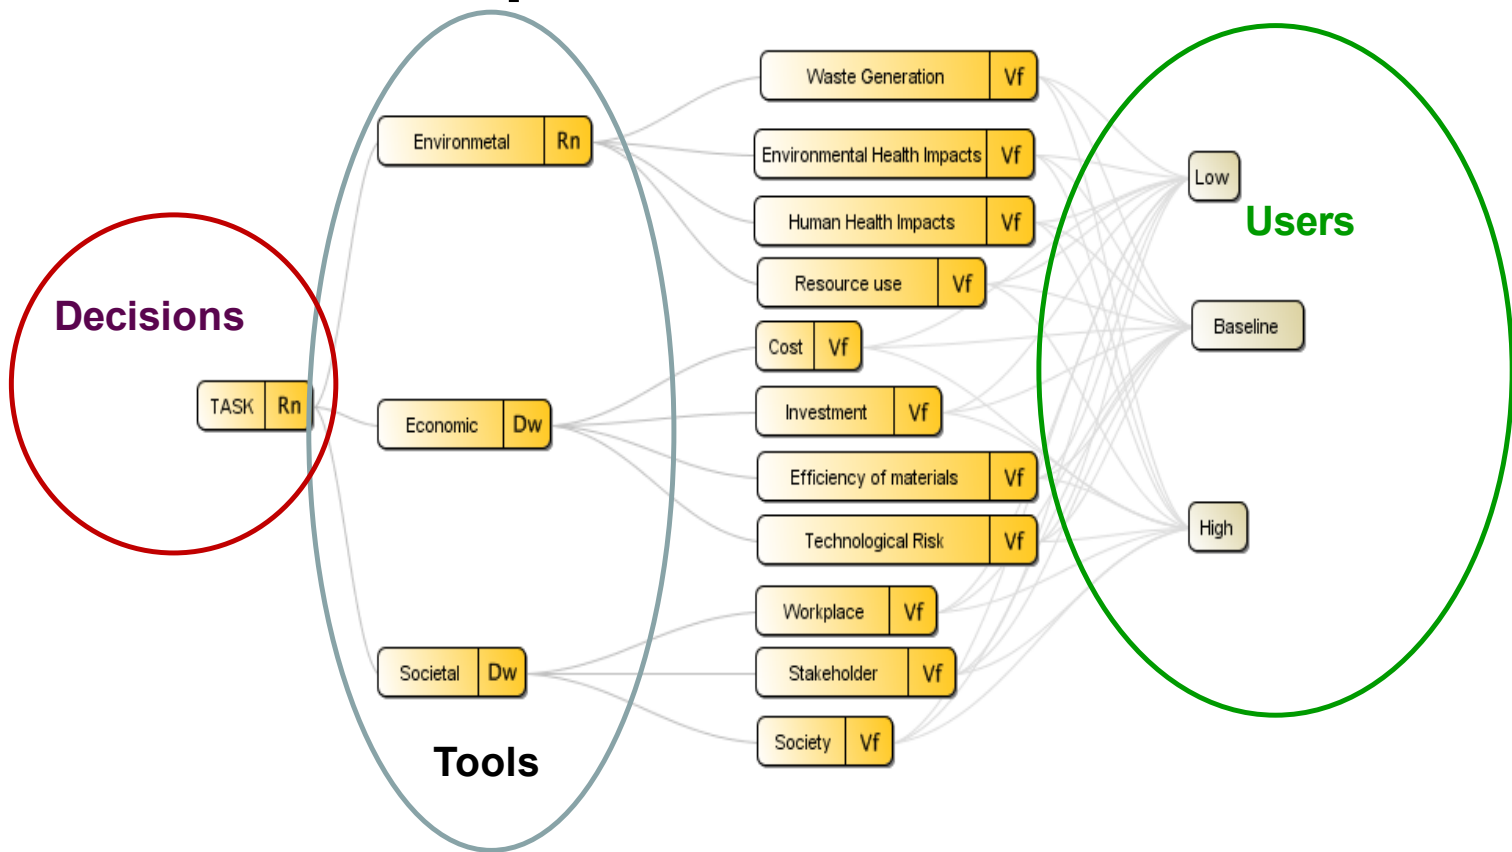 Decisions
TASK Rn
Environmetal Rn
Economic Dw
Societal Dw
Tools
Waste Generation Vf
Environmental Health Impacts Vf
Human Health Impacts Vf
Resource use Vf
Cost Vf
Investment Vf
Efficiency of materials Vf
Technological Risk Vf
Workplace Vf
Stakeholder Vf
Society Vf
Low
Users
Baseline
High